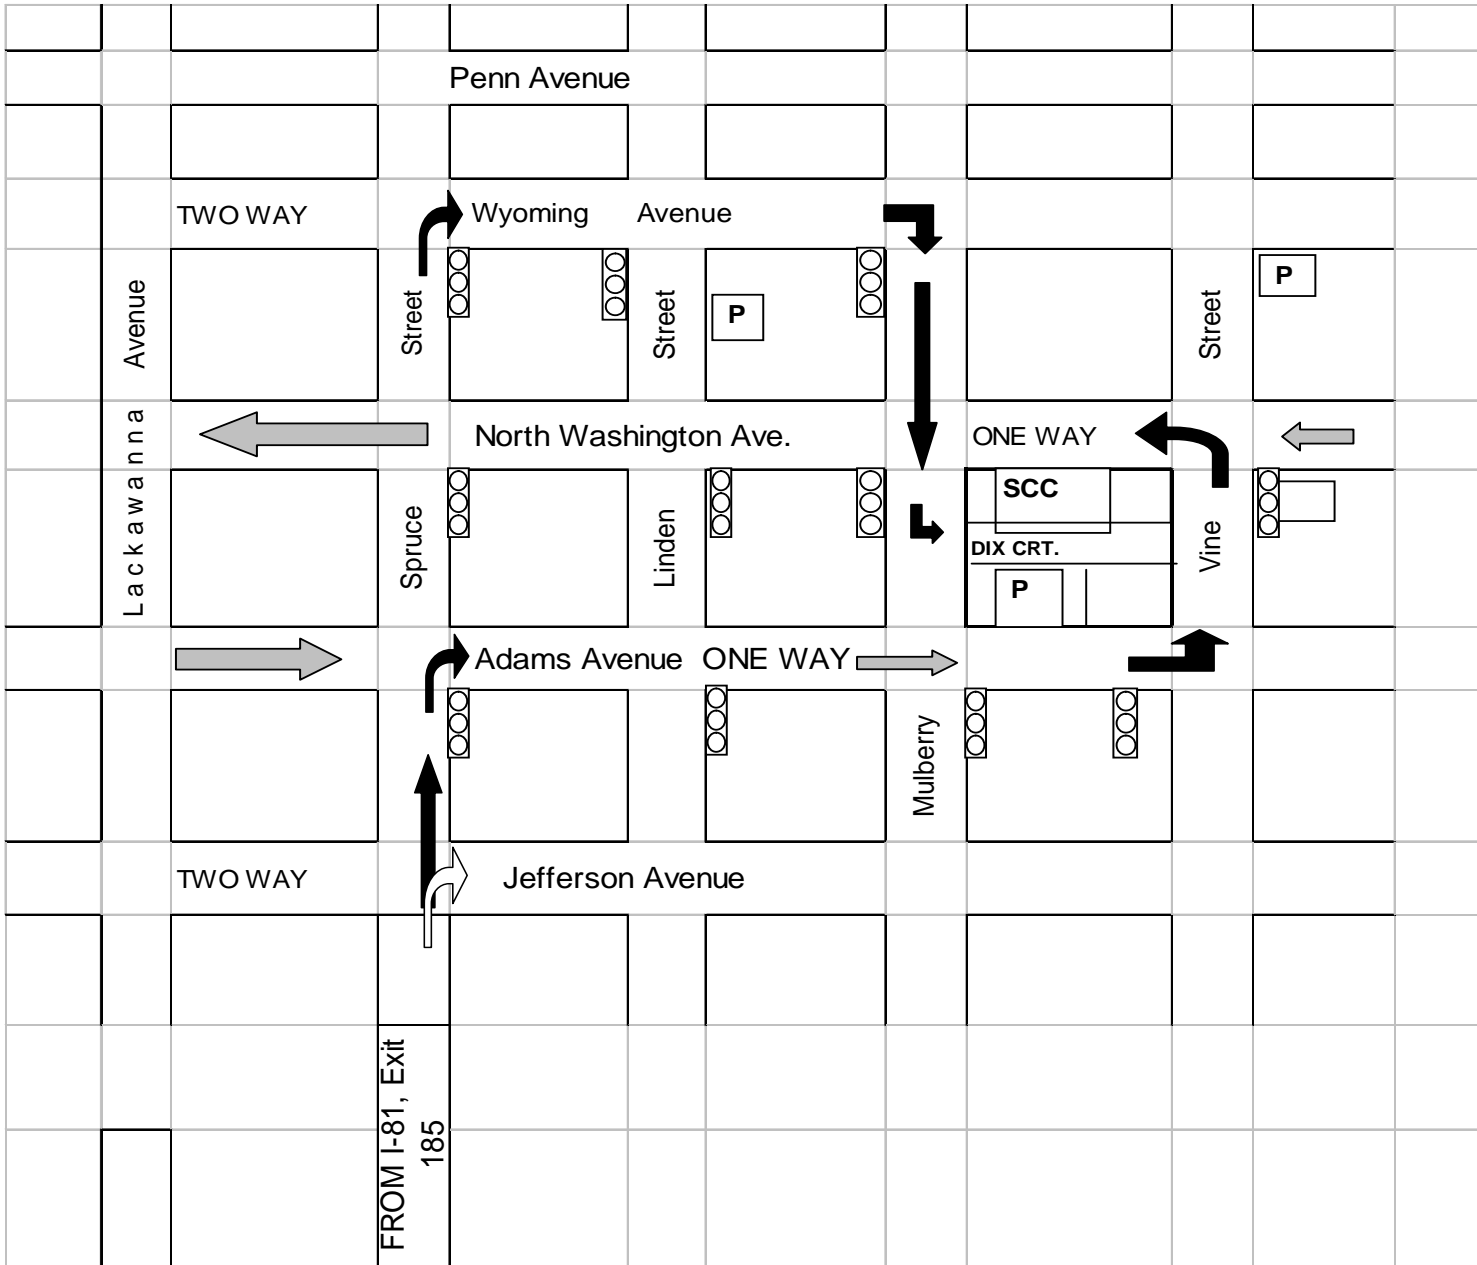 Penn Avenue
TWO WAY
Wyoming Avenue
P
P
Lackawanna Avenue
Street
Street
Street
North Washington Ave.
ONE WAY
SCC
DIX CRT.
P
Spruce
Linden
Vine
Adams Avenue ONE WAY
Mulberry
TWO WAY
Jefferson Avenue
FROM I-81, Exit
185